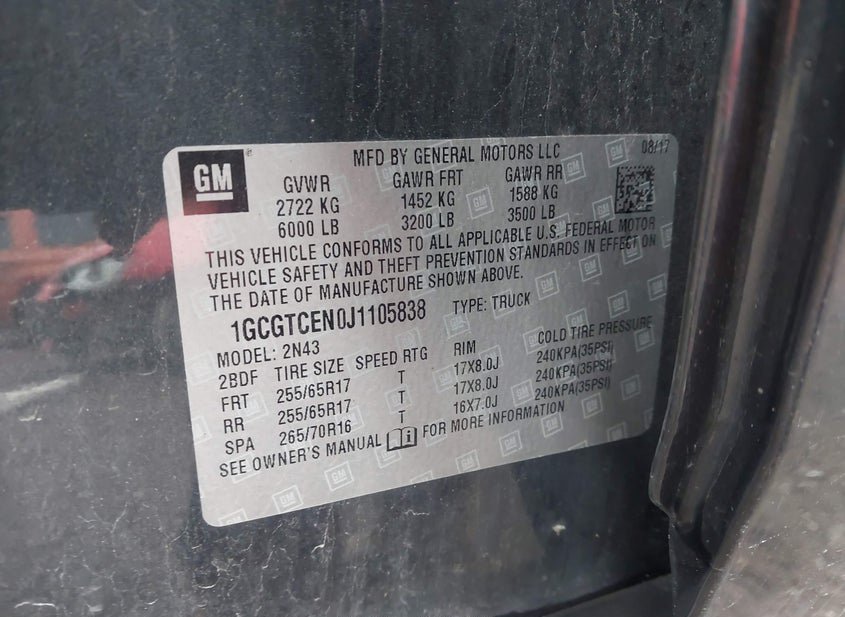 GM
MFD BY GENERAL MOTORS LLC 08/17
GVWR GAWR FRT GAWR RR
2722 KG 1452 KG 1588 KG
6000 LB 3200 LB 3500 LB
THIS VEHICLE CONFORMS TO ALL APPLICABLE U.S. FEDERAL MOTOR
VEHICLE SAFETY AND THEFT PREVENTION STANDARDS IN EFFECT ON
THE DATE OF MANUFACTURE SHOWN ABOVE.
1GCGTCEN0J1105838 TYPE: TRUCK
MODEL: 2N43
2BDF TIRE SIZE SPEED RTG RIM COLD TIRE PRESSURE
FRT 255/65R17 T 17X8.0J 240KPA(35PSI)
RR 255/65R17 T 17X8.0J 240KPA(35PSI)
SPA 265/70R16 T 16X7.0J 240KPA(35PSI)
SEE OWNER'S MANUAL FOR MORE INFORMATION